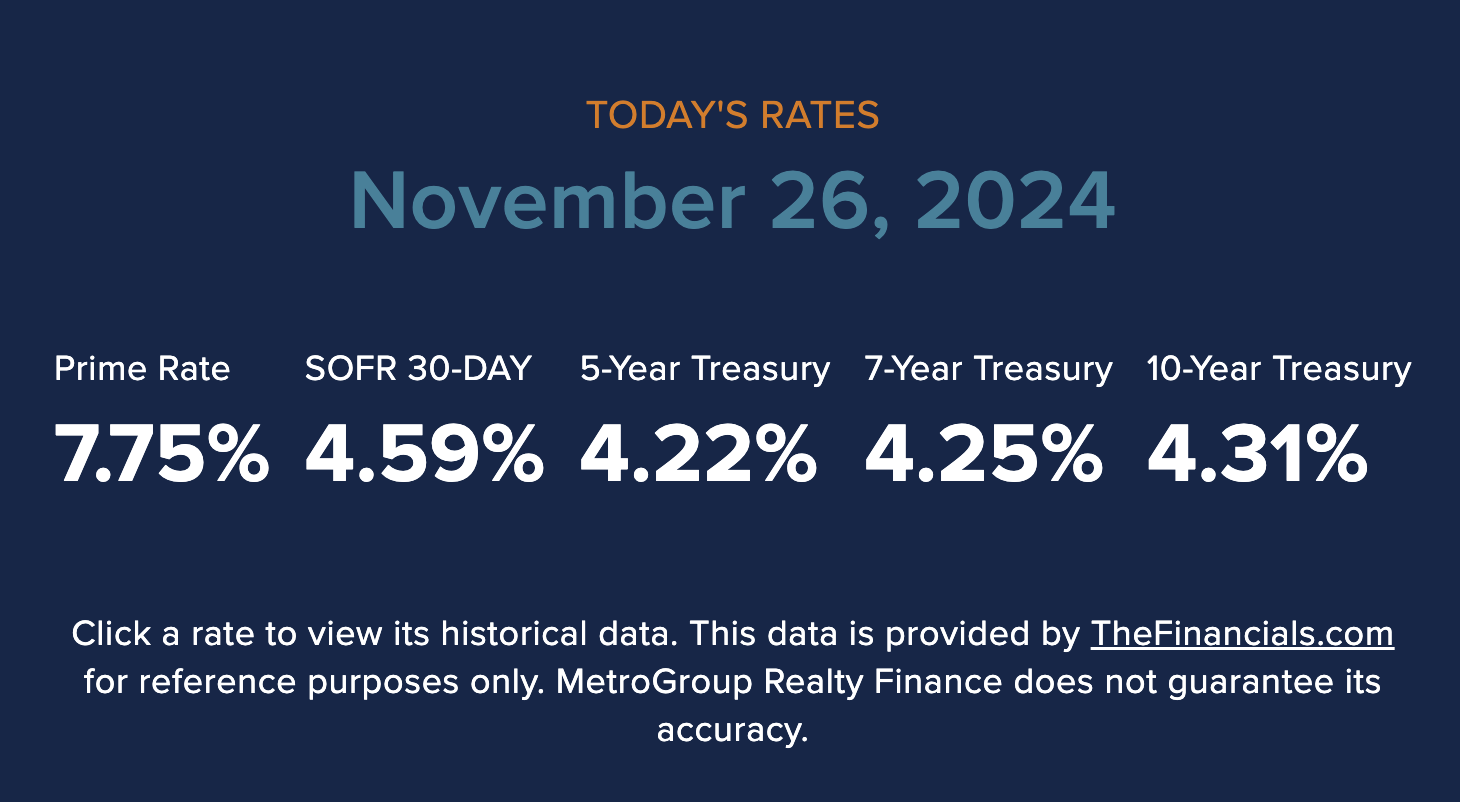 TODAY'S RATES
November 26, 2024
Prime Rate SOFR 30-DAY 5-Year Treasury 7-Year Treasury 10-Year Treasury
7.75% 4.59% 4.22% 4.25% 4.31%
Click a rate to view its historical data. This data is provided by TheFinancials.com
for reference purposes only. MetroGroup Realty Finance does not guarantee its
accuracy.